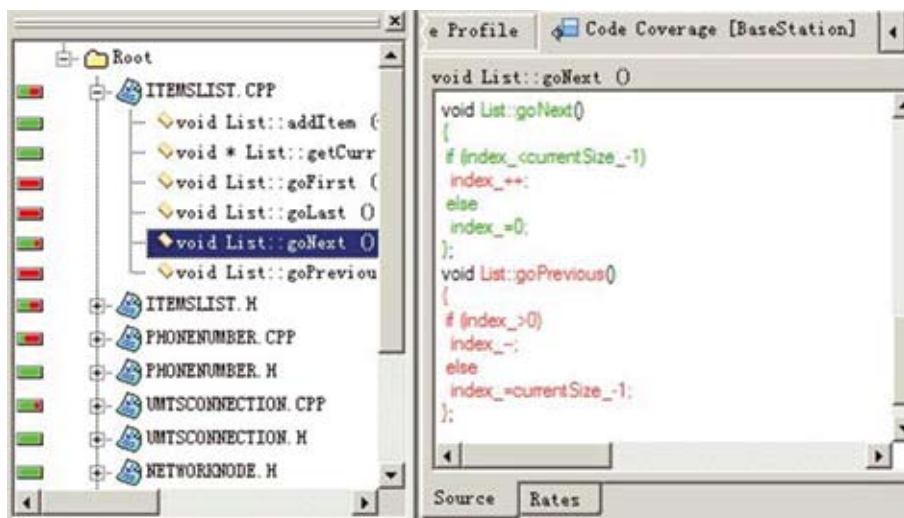 Root
ITEMSLIST.CPP
void List::addItem (
void * List::getCurr
void List::goFirst (
void List::goLast ()
void List::goNext ()
void List::goPreviou
ITEMSLIST.H
PHONENUMBER.CPP
PHONENUMBER.H
UMTSCONNECTION.CPP
UMTSCONNECTION.H
NETWORKNODE.H
e Profile
Code Coverage [BaseStation]
void List::goNext ()
void List::goNext()
{
if (index_<currentSize_-1)
index_++;
else
index_=0;
};
void List::goPrevious()
{
if (index_>0)
index_--;
else
index_=currentSize_-1;
};
Source
Rates